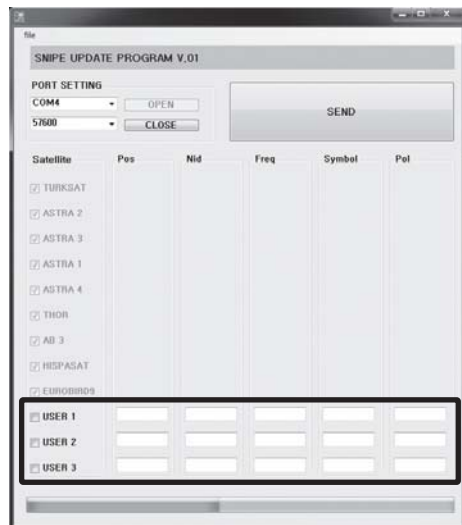 file
SNIPE UPDATE PROGRAM V,01
PORT SETTING
COM4 OPEN
SEND
57600 CLOSE
Satellite Pos Nid Freq Symbol Pol
TURKSAT
ASTRA 2
ASTRA 3
ASTRA 1
ASTRA 4
THOR
AB 3
HISPASAT
EUROBIRD9
USER 1
USER 2
USER 3